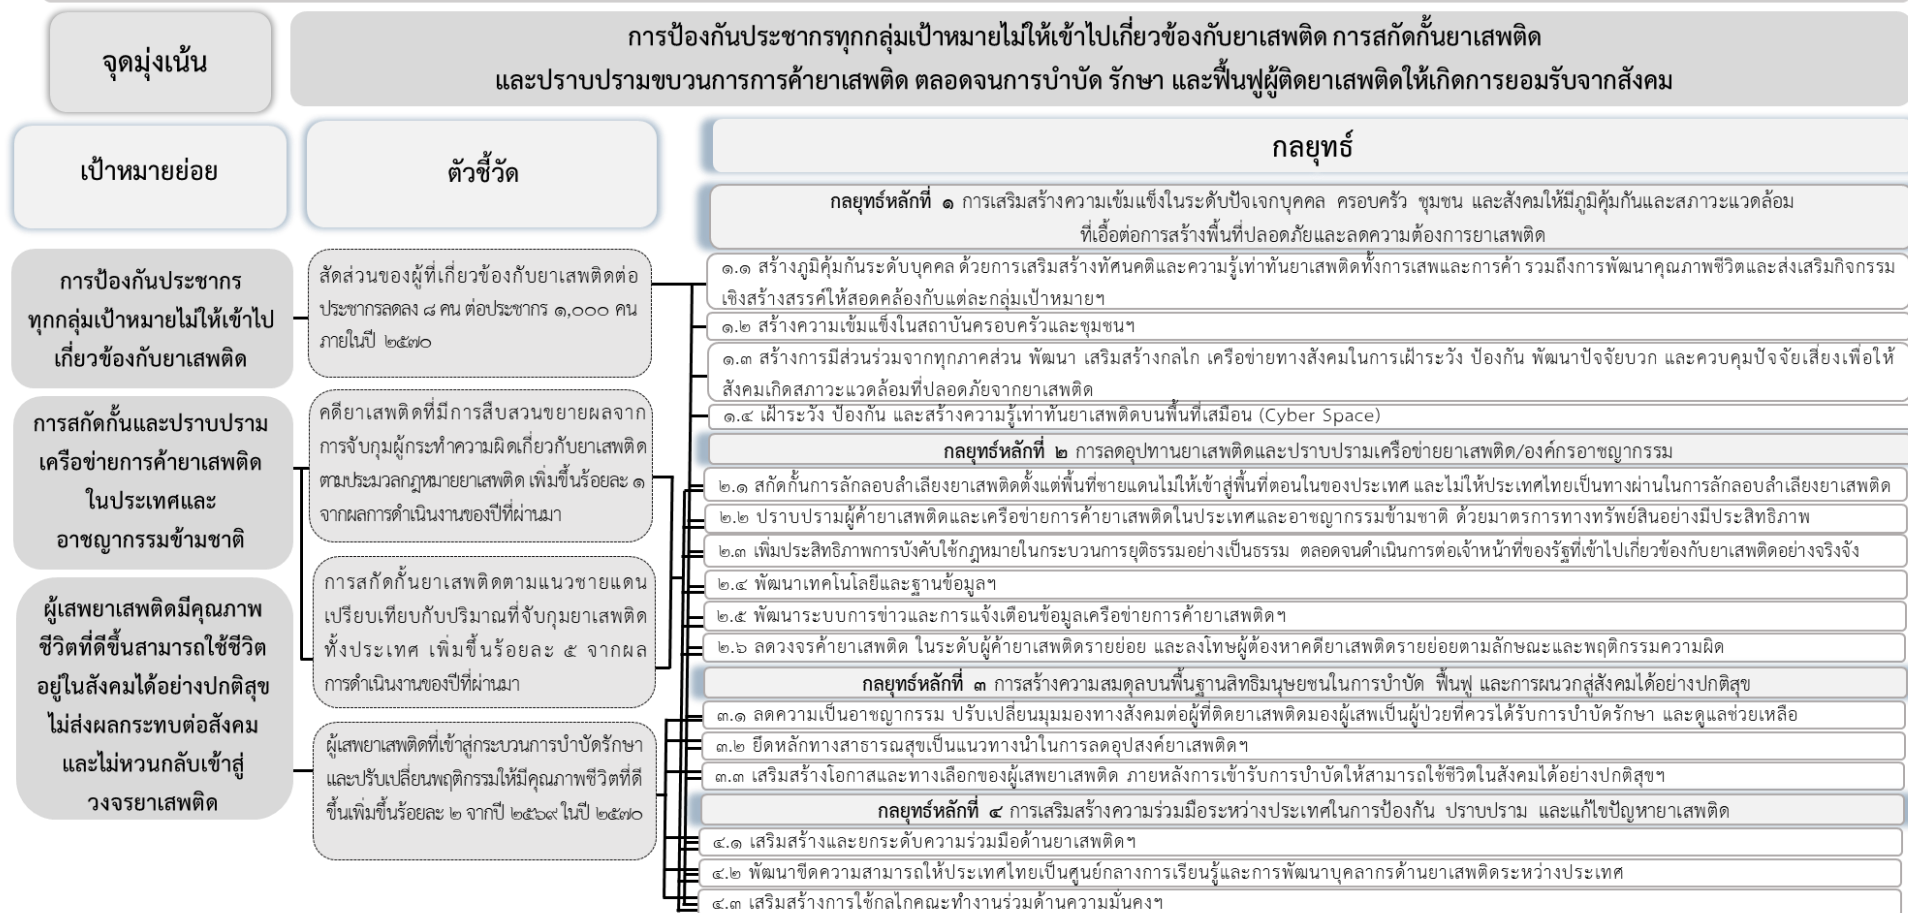 จุดมุ่งเน้น
การป้องกันประชากรทุกกลุ่มเป้าหมายไม่ให้เข้าไปเกี่ยวข้องกับยาเสพติด การสกัดกั้นยาเสพติด
และปราบปรามขบวนการการค้ายาเสพติด ตลอดจนการบำบัด รักษา และฟื้นฟูผู้ติดยาเสพติดให้เกิดการยอมรับจากสังคม
เป้าหมายย่อย
ตัวชี้วัด
กลยุทธ์
การป้องกันประชากร
ทุกกลุ่มเป้าหมายไม่ให้เข้าไป
เกี่ยวข้องกับยาเสพติด
การสกัดกั้นและปราบปราม
เครือข่ายการค้ายาเสพติด
ในประเทศและ
อาชญากรรมข้ามชาติ
ผู้เสพยาเสพติดมีคุณภาพ
ชีวิตที่ดีขึ้นสามารถใช้ชีวิต
อยู่ในสังคมได้อย่างปกติสุข
ไม่ส่งผลกระทบต่อสังคม
และไม่หวนกลับเข้าสู่
วงจรยาเสพติด
สัดส่วนของผู้ที่เกี่ยวข้องกับยาเสพติดต่อ
ประชากรลดลง ๘ คน ต่อประชากร ๑,๐๐๐ คน
ภายในปี ๒๕๗๐
คดียาเสพติดที่มีการสืบสวนขยายผลจาก
การจับกุมผู้กระทำความผิดเกี่ยวกับยาเสพติด
ตามประมวลกฎหมายยาเสพติด เพิ่มขึ้นร้อยละ ๑
จากผลการดำเนินงานของปีที่ผ่านมา
การสกัดกั้นยาเสพติดตามแนวชายแดน
เปรียบเทียบกับปริมาณที่จับกุมยาเสพติด
ทั้งประเทศ เพิ่มขึ้นร้อยละ ๕ จากผล
การดำเนินงานของปีที่ผ่านมา
ผู้เสพยาเสพติดที่เข้าสู่กระบวนการบำบัดรักษา
และปรับเปลี่ยนพฤติกรรมให้มีคุณภาพชีวิตที่ดี
ขึ้นเพิ่มขึ้นร้อยละ ๒ จากปี ๒๕๖๙ ในปี ๒๕๗๐
กลยุทธ์หลักที่ ๑ การเสริมสร้างความเข้มแข็งในระดับปัจเจกบุคคล ครอบครัว ชุมชน และสังคมให้มีภูมิคุ้มกันและสภาวะแวดล้อม
ที่เอื้อต่อการสร้างพื้นที่ปลอดภัยและลดความต้องการยาเสพติด
๑.๑ สร้างภูมิคุ้มกันระดับบุคคล ด้วยการเสริมสร้างทัศนคติและความรู้เท่าทันยาเสพติดทั้งการเสพและการค้า รวมถึงการพัฒนาคุณภาพชีวิตและส่งเสริมกิจกรรม
เชิงสร้างสรรค์ให้สอดคล้องกับแต่ละกลุ่มเป้าหมายฯ
๑.๒ สร้างความเข้มแข็งในสถาบันครอบครัวและชุมชนฯ
๑.๓ สร้างการมีส่วนร่วมจากทุกภาคส่วน พัฒนา เสริมสร้างกลไก เครือข่ายทางสังคมในการเฝ้าระวัง ป้องกัน พัฒนาปัจจัยบวก และควบคุมปัจจัยเสี่ยงเพื่อให้
สังคมเกิดสภาวะแวดล้อมที่ปลอดภัยจากยาเสพติด
๑.๔ เฝ้าระวัง ป้องกัน และสร้างความรู้เท่าทันยาเสพติดบนพื้นที่เสมือน (Cyber Space)
กลยุทธ์หลักที่ ๒ การลดอุปทานยาเสพติดและปราบปรามเครือข่ายยาเสพติด/องค์กรอาชญากรรม
๒.๑ สกัดกั้นการลักลอบลำเลียงยาเสพติดตั้งแต่พื้นที่ชายแดนไม่ให้เข้าสู่พื้นที่ตอนในของประเทศ และไม่ให้ประเทศไทยเป็นทางผ่านในการลักลอบลำเลียงยาเสพติด
๒.๒ ปราบปรามผู้ค้ายาเสพติดและเครือข่ายการค้ายาเสพติดในประเทศและอาชญากรรมข้ามชาติ ด้วยมาตรการทางทรัพย์สินอย่างมีประสิทธิภาพ
๒.๓ เพิ่มประสิทธิภาพการบังคับใช้กฎหมายในกระบวนการยุติธรรมอย่างเป็นธรรม ตลอดจนดำเนินการต่อเจ้าหน้าที่ของรัฐที่เข้าไปเกี่ยวข้องกับยาเสพติดอย่างจริงจัง
๒.๔ พัฒนาเทคโนโลยีและฐานข้อมูลฯ
๒.๕ พัฒนาระบบการข่าวและการแจ้งเตือนข้อมูลเครือข่ายการค้ายาเสพติดฯ
๒.๖ ลดวงจรค้ายาเสพติด ในระดับผู้ค้ายาเสพติดรายย่อย และลงโทษผู้ต้องหาคดียาเสพติดรายย่อยตามลักษณะและพฤติกรรมความผิด
กลยุทธ์หลักที่ ๓ การสร้างความสมดุลบนพื้นฐานสิทธิมนุษยชนในการบำบัด ฟื้นฟู และการผนวกสู่สังคมได้อย่างปกติสุข
๓.๑ ลดความเป็นอาชญากรรม ปรับเปลี่ยนมุมมองทางสังคมต่อผู้ที่ติดยาเสพติดมองผู้เสพเป็นผู้ป่วยที่ควรได้รับการบำบัดรักษา และดูแลช่วยเหลือ
๓.๒ ยึดหลักทางสาธารณสุขเป็นแนวทางนำในการลดอุปสงค์ยาเสพติดฯ
๓.๓ เสริมสร้างโอกาสและทางเลือกของผู้เสพยาเสพติด ภายหลังการเข้ารับการบำบัดให้สามารถใช้ชีวิตในสังคมได้อย่างปกติสุขฯ
กลยุทธ์หลักที่ ๔ การเสริมสร้างความร่วมมือระหว่างประเทศในการป้องกัน ปราบปราม และแก้ไขปัญหายาเสพติด
๔.๑ เสริมสร้างและยกระดับความร่วมมือด้านยาเสพติดฯ
๔.๒ พัฒนาขีดความสามารถให้ประเทศไทยเป็นศูนย์กลางการเรียนรู้และการพัฒนาบุคลากรด้านยาเสพติดระหว่างประเทศ
๔.๓ เสริมสร้างการใช้กลไกคณะทำงานร่วมด้านความมั่นคงฯ